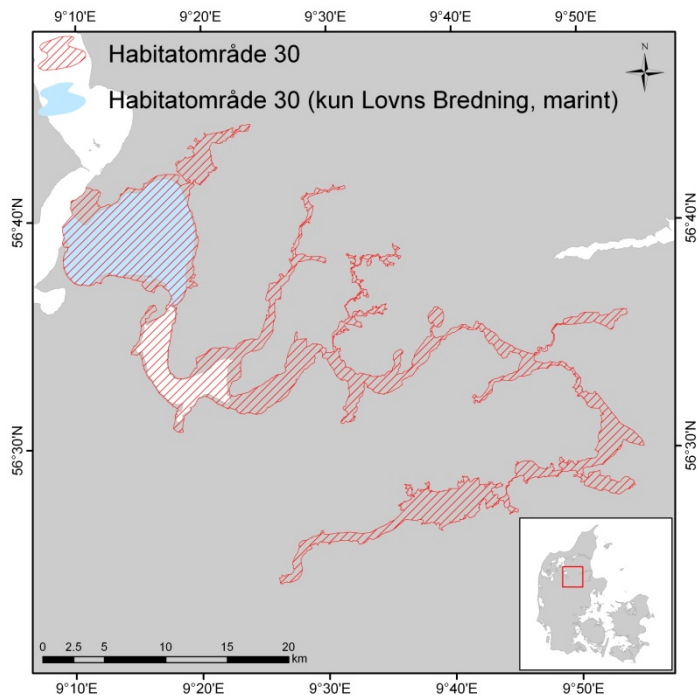 9°10'E 9°20'E 9°30'E 9°40'E 9°50'E
Habitatområde 30
N
Habitatområde 30 (kun Lovns Bredning, marint)
56°40'N 56°40'N
56°30'N 56°30'N
0 2.5 5 10 15 20
km
9°10'E 9°20'E 9°30'E 9°40'E 9°50'E